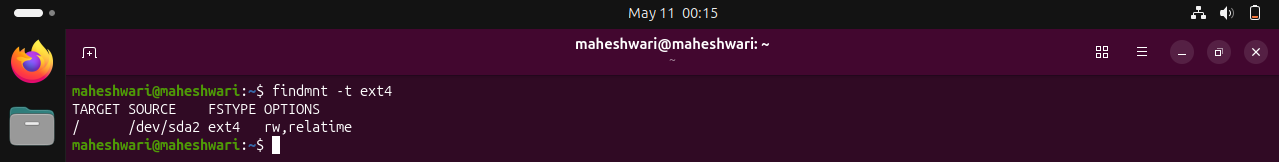 May 11  00:15
maheshwari@maheshwari: ~
~
maheshwari@maheshwari:~$ findmnt -t ext4
TARGET SOURCE    FSTYPE OPTIONS
/      /dev/sda2 ext4   rw,relatime
maheshwari@maheshwari:~$